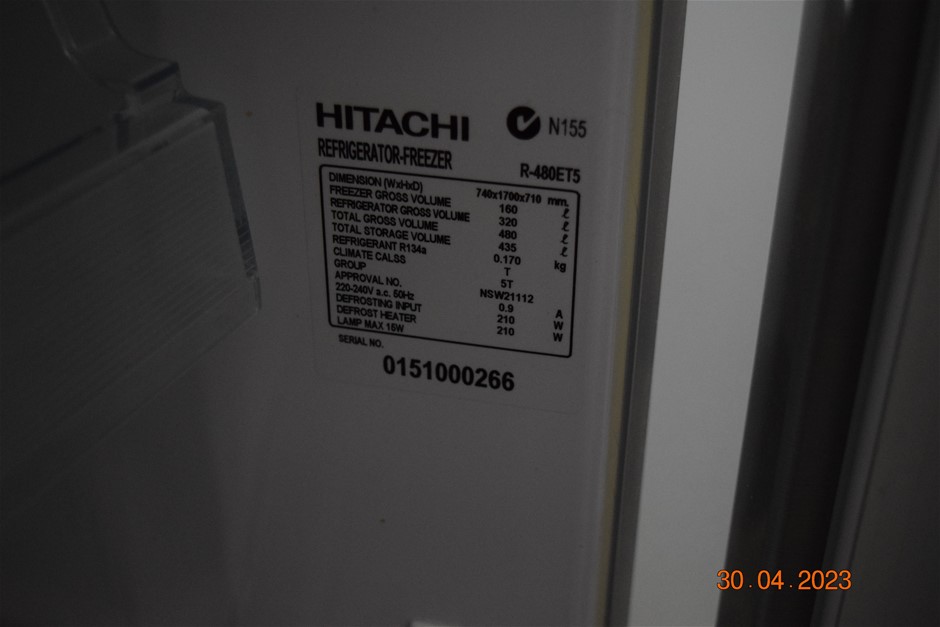 HITACHI N155
REFRIGERATOR-FREEZER R-480ET5
DIMENSION (WxHxD) 740x1700x710 mm.
FREEZER GROSS VOLUME 160 ℓ
REFRIGERATOR GROSS VOLUME 320 ℓ
TOTAL GROSS VOLUME 480 ℓ
TOTAL STORAGE VOLUME 435 ℓ
REFRIGERANT R134a 0.170 kg
CLIMATE CALSS T
GROUP 5T
APPROVAL NO. NSW21112
220-240V a.c. 50Hz 0.9 A
DEFROSTING INPUT 210 W
DEFROST HEATER 210 W
LAMP MAX 15W
SERIAL NO.
0151000266
30.04.2023